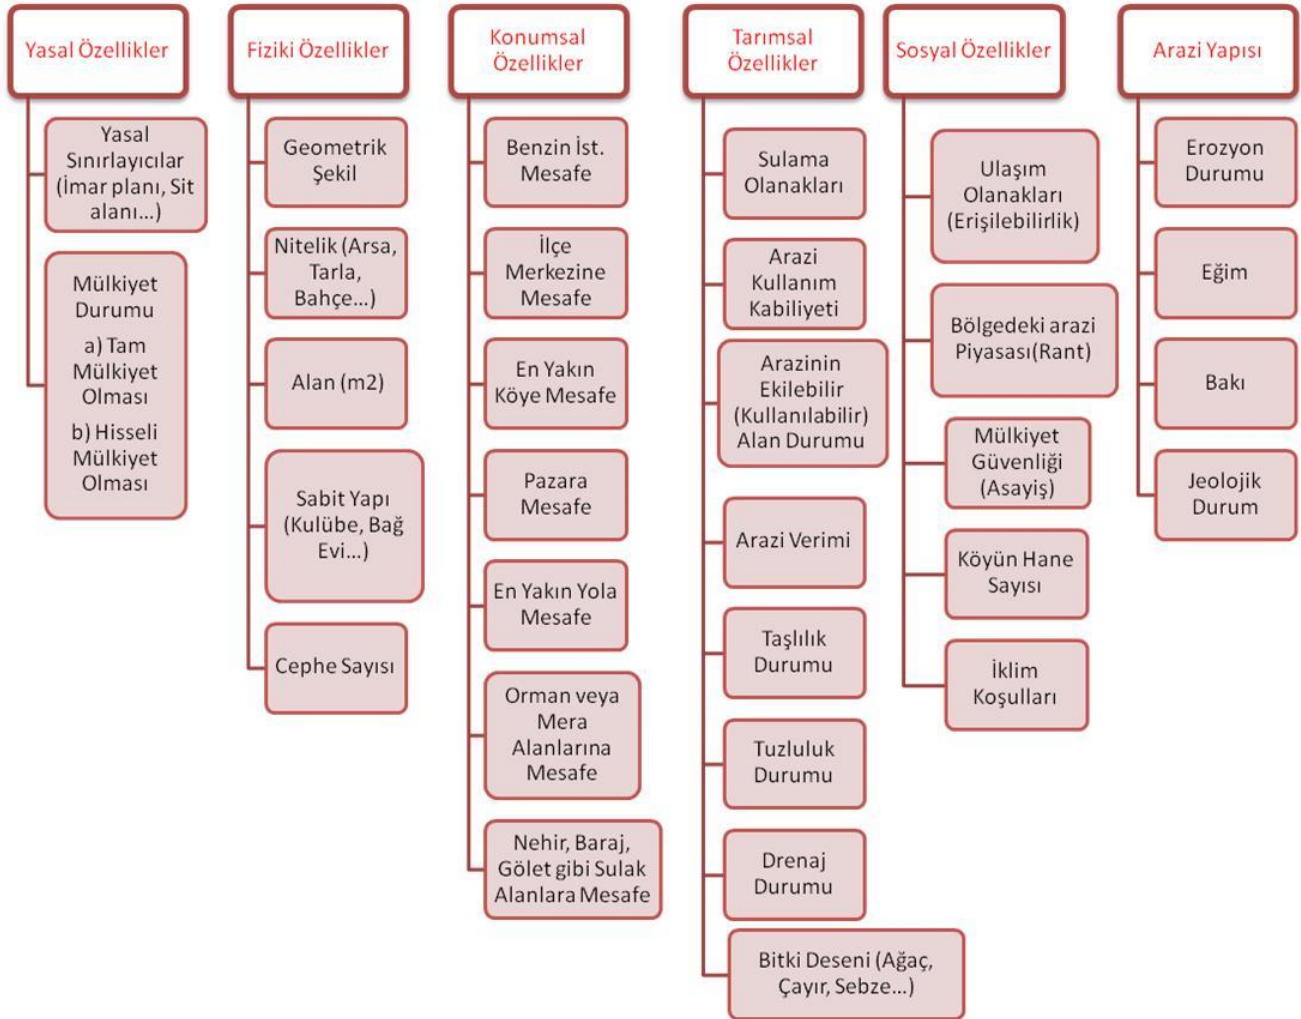 Yasal Özellikler
Yasal
Sınırlayıcılar
(İmar planı, Sit
alanı...)
Mülkiyet
Durumu
a) Tam
Mülkiyet
Olması
b) Hisseli
Mülkiyet
Olması
Fiziki Özellikler
Geometrik
Şekil
Nitelik (Arsa,
Tarla,
Bahçe...)
Alan (m2)
Sabit Yapı
(Kulübe, Bağ
Evi...)
Cephe Sayısı
Konumsal
Özellikler
Benzin İst.
Mesafe
İlçe
Merkezine
Mesafe
En Yakın
Köye Mesafe
Pazara
Mesafe
En Yakın Yola
Mesafe
Orman veya
Mera
Alanlarına
Mesafe
Nehir, Baraj,
Gölet gibi Sulak
Alanlara Mesafe
Tarımsal
Özellikler
Sulama
Olanakları
Arazi
Kullanım
Kabiliyeti
Arazinin
Ekilebilir
(Kullanılabilir)
Alan Durumu
Arazi Verimi
Taşlılık
Durumu
Tuzluluk
Durumu
Drenaj
Durumu
Bitki Deseni (Ağaç,
Çayır, Sebze...)
Sosyal Özellikler
Ulaşım
Olanakları
(Erişilebilirlik)
Bölgedeki arazi
Piyasası(Rant)
Mülkiyet
Güvenliği
(Asayiş)
Köyün Hane
Sayısı
İklim
Koşulları
Arazi Yapısı
Erozyon
Durumu
Eğim
Bakı
Jeolojik
Durum